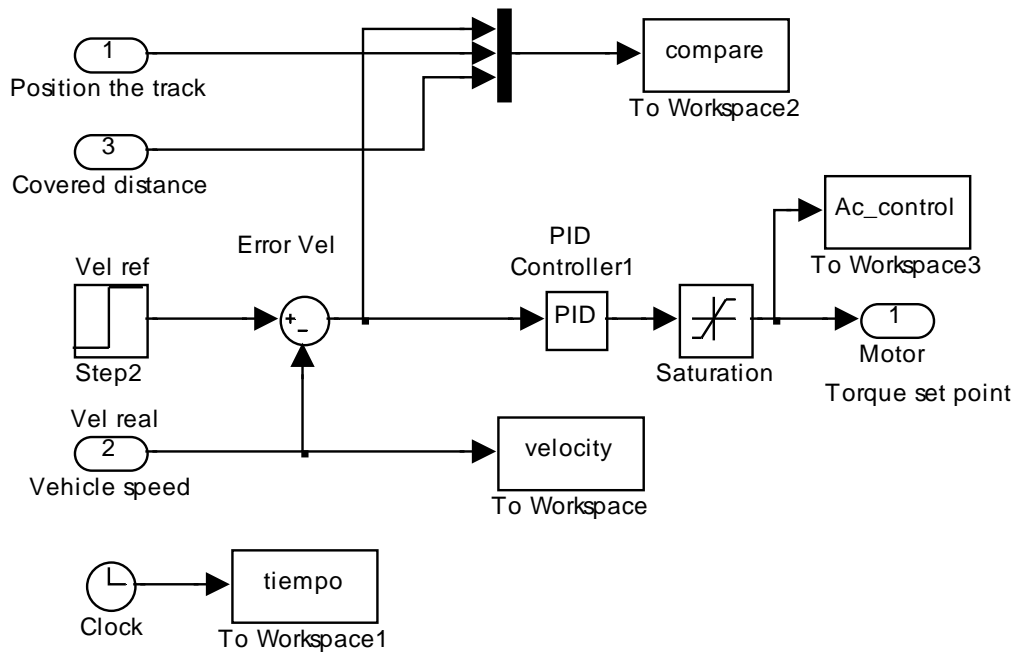 1
Position the track
compare
To Workspace2
3
Covered distance
Ac_control
To Workspace3
Error Vel
PID
Controller1
Vel ref
+
−
PID
1
Step2
Saturation
Motor
Torque set point
Vel real
2
Vehicle speed
velocity
To Workspace
tiempo
Clock
To Workspace1